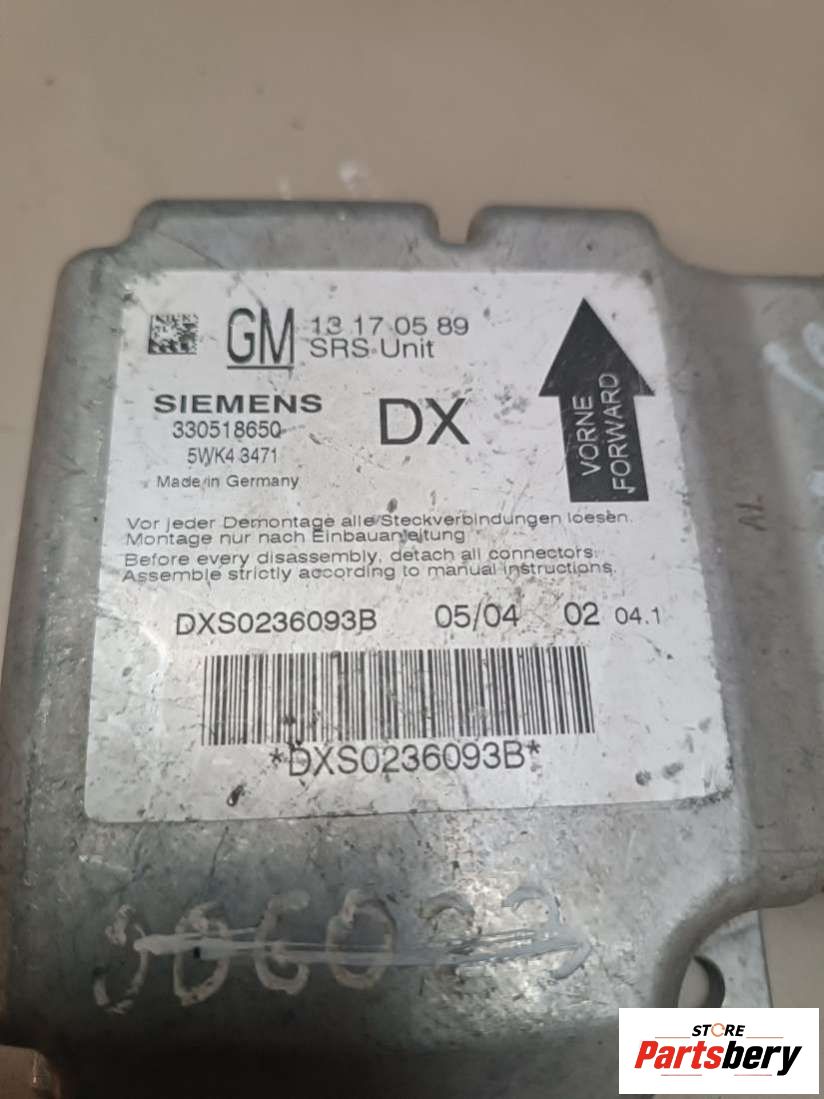 GM 13 17 05 89
SRS Unit
SIEMENS
330518650
5WK4 3471
Made in Germany
DX
VORNE
FORWARD
Vor jeder Demontage alle Steckverbindungen loesen.
Montage nur nach Einbauanleitung
Before every disassembly, detach all connectors.
Assemble strictly according to manual instructions.
DXS0236093B 05/04 02 04.1
*DXS0236093B*
STORE
Partsbery